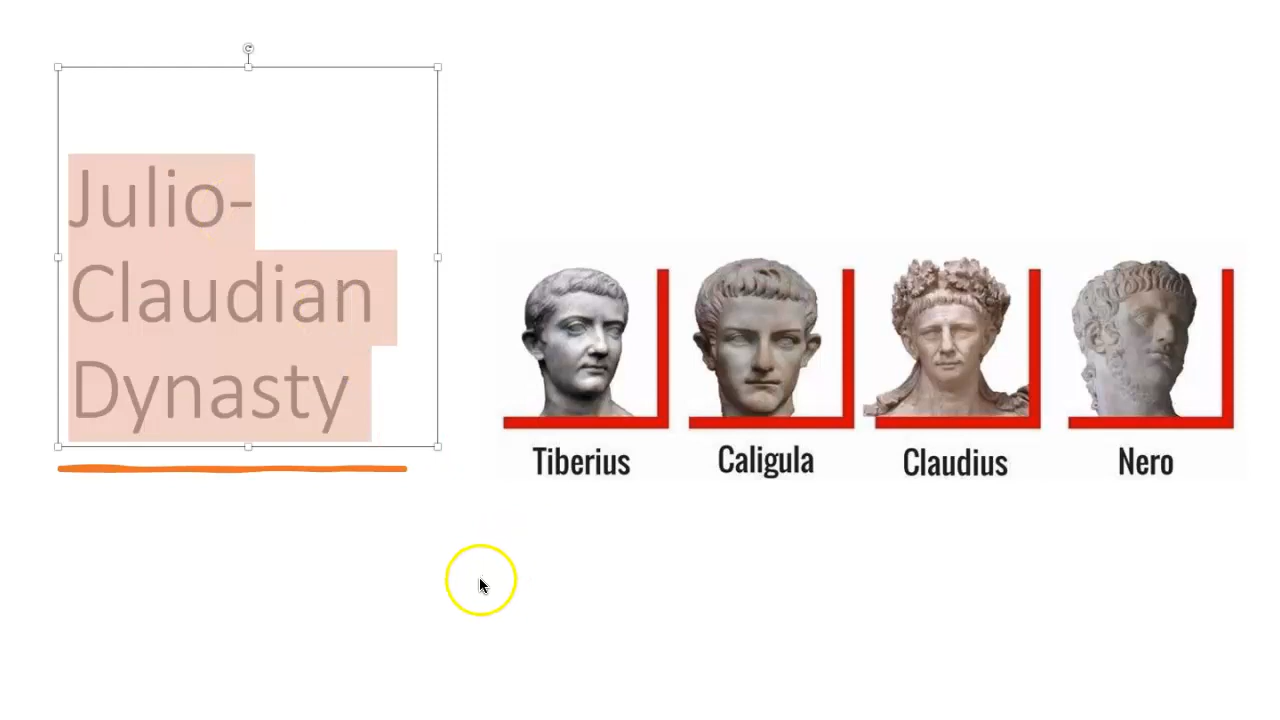 Julio-
Claudian
Dynasty
Tiberius
Caligula
Claudius
Nero